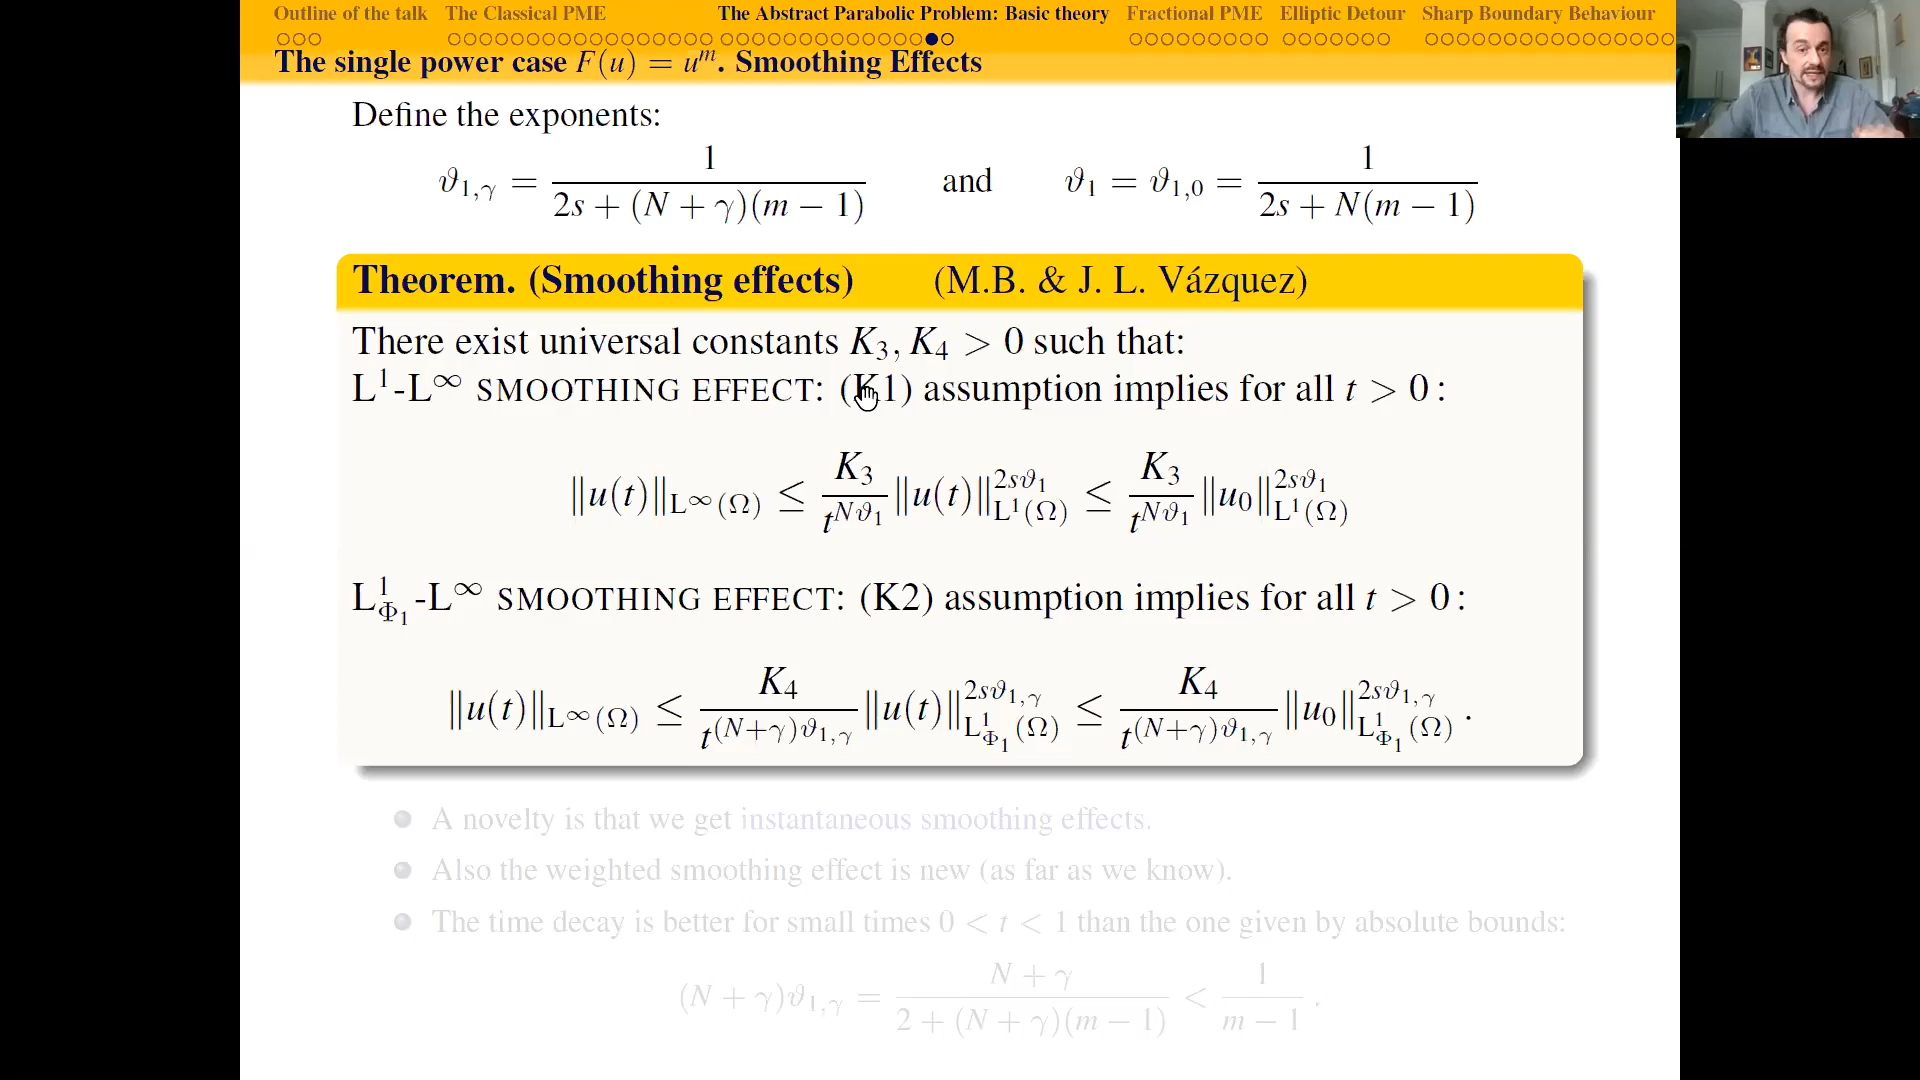 Outline of the talk The Classical PME The Abstract Parabolic Problem: Basic theory Fractional PME Elliptic Detour Sharp Boundary Behaviour
The single power case F(u) = u^m. Smoothing Effects
Define the exponents:
ϑ_{1,γ} = 1 / (2s + (N + γ)(m − 1)) and ϑ_1 = ϑ_{1,0} = 1 / (2s + N(m − 1))
Theorem. (Smoothing effects) (M.B. & J. L. Vázquez)
There exist universal constants K_3, K_4 > 0 such that:
L^1-L^∞ SMOOTHING EFFECT: (K1) assumption implies for all t > 0 :
‖u(t)‖_{L^∞(Ω)} ≤ K_3 / t^{Nϑ_1} ‖u(t)‖_{L^1(Ω)}^{2sϑ_1} ≤ K_3 / t^{Nϑ_1} ‖u_0‖_{L^1(Ω)}^{2sϑ_1}
L^1_{Φ_1}-L^∞ SMOOTHING EFFECT: (K2) assumption implies for all t > 0 :
‖u(t)‖_{L^∞(Ω)} ≤ K_4 / t^{(N+γ)ϑ_{1,γ}} ‖u(t)‖_{L^1_{Φ_1}(Ω)}^{2sϑ_{1,γ}} ≤ K_4 / t^{(N+γ)ϑ_{1,γ}} ‖u_0‖_{L^1_{Φ_1}(Ω)}^{2sϑ_{1,γ}} .
A novelty is that we get instantaneous smoothing effects.
Also the weighted smoothing effect is new (as far as we know).
The time decay is better for small times 0 < t < 1 than the one given by absolute bounds:
(N + γ)ϑ_{1,γ} = (N + γ) / (2 + (N + γ)(m − 1)) < 1 / (m − 1) .